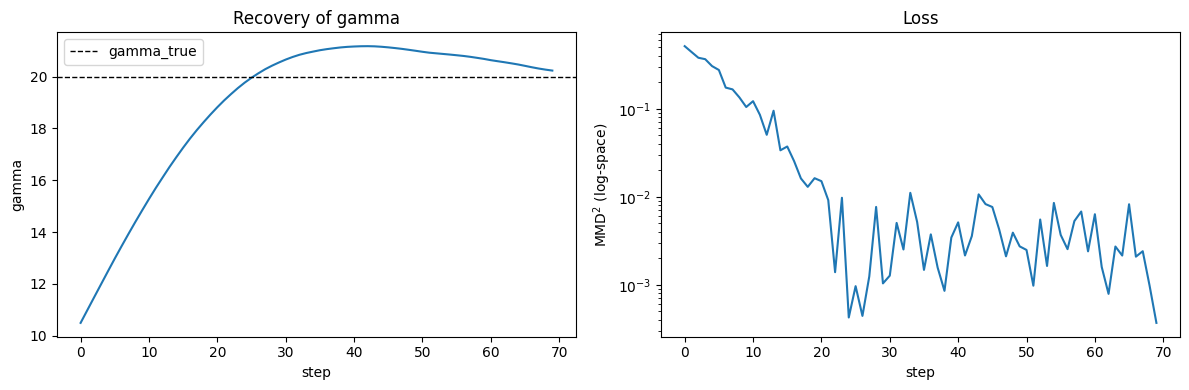 Recovery of gamma
gamma_true
20
18
16
14
12
10
gamma
0 10 20 30 40 50 60 70
step
Loss
10⁻¹
10⁻²
10⁻³
MMD² (log-space)
0 10 20 30 40 50 60 70
step